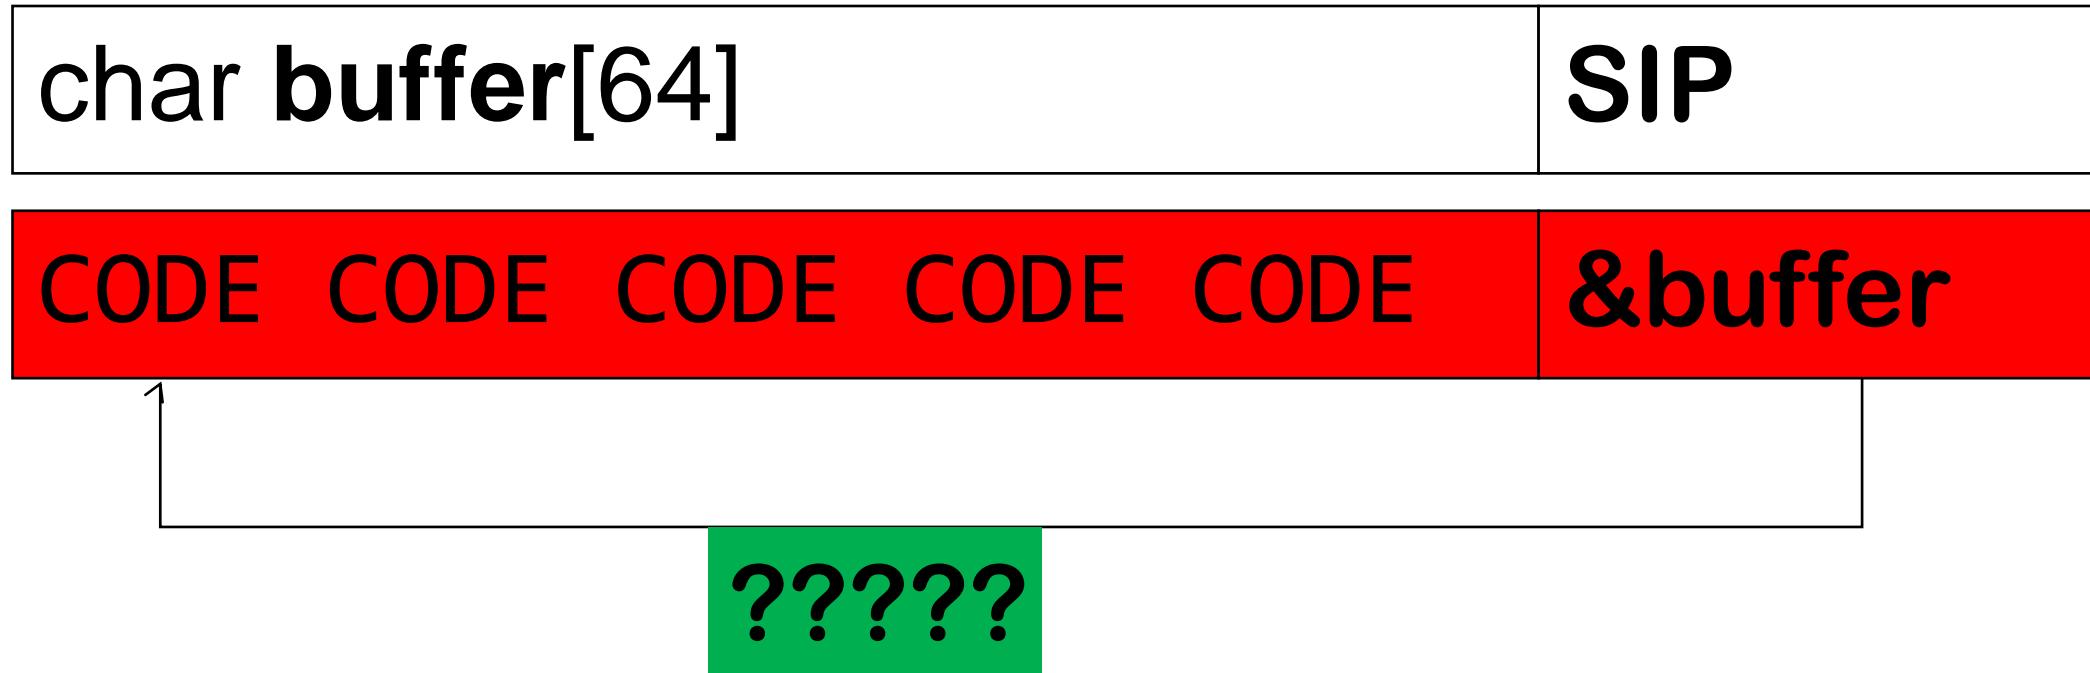 char buffer[64] SIP
CODE CODE CODE CODE CODE &buffer
?????